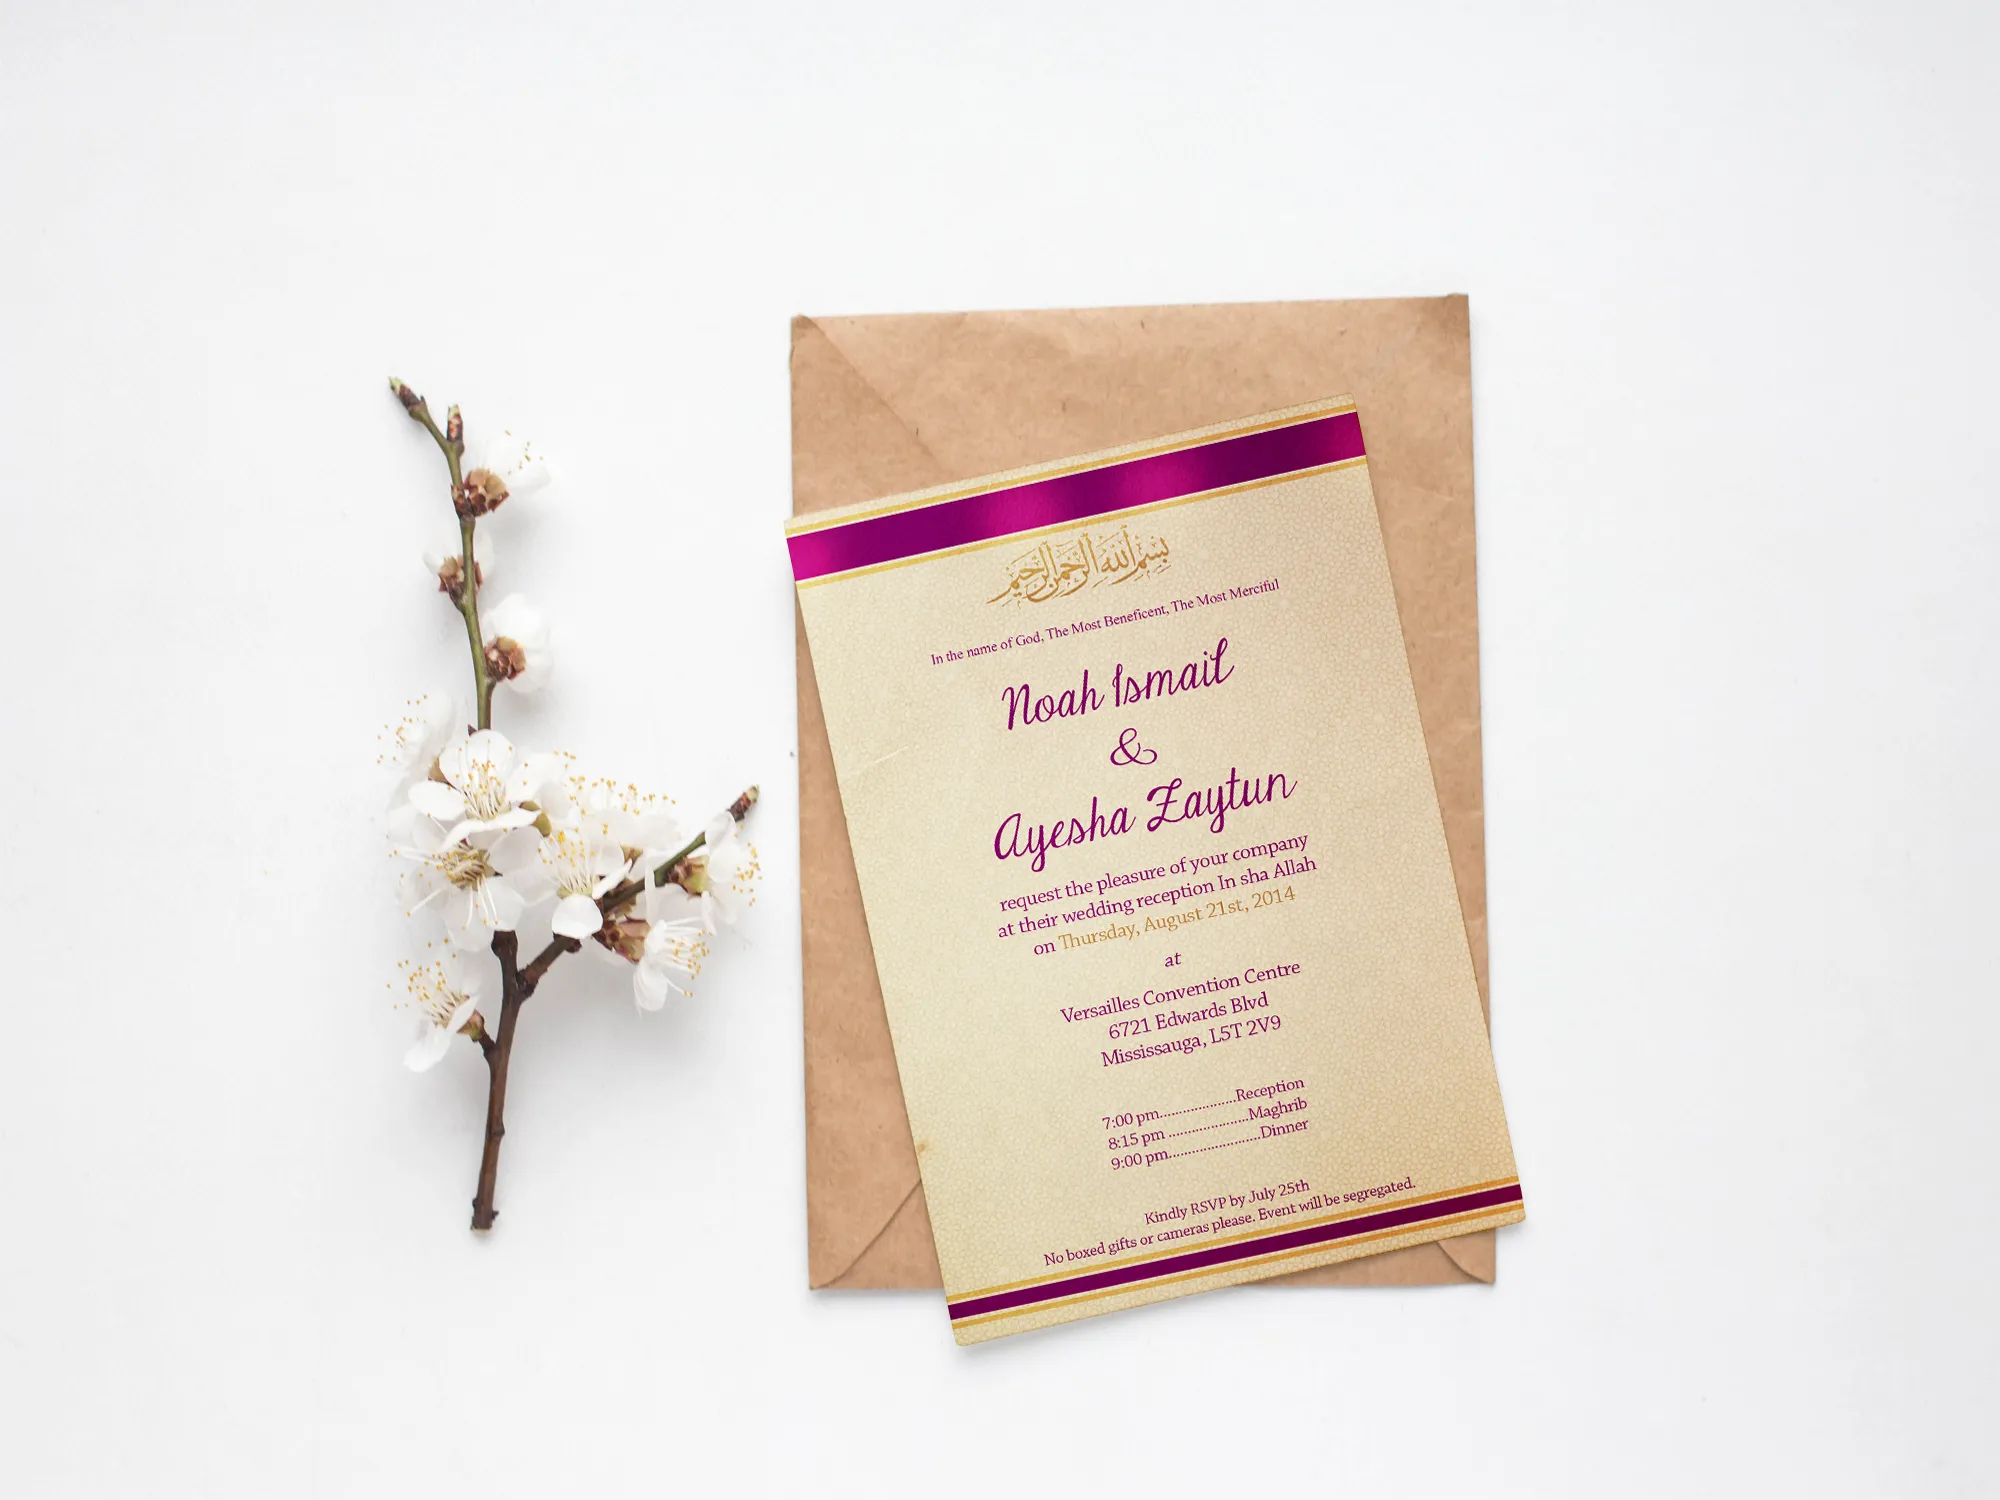 بِسْمِ اللهِ الرَّحْمٰنِ الرَّحِيْمِ
In the name of God, The Most Beneficent, The Most Merciful
Noah Ismail
&
Ayesha Zaytun
request the pleasure of your company
at their wedding reception In sha Allah
on Thursday, August 21st, 2014
at
Versailles Convention Centre
6721 Edwards Blvd
Mississauga, L5T 2V9
7:00 pm....................Reception
8:15 pm .....................Maghrib
9:00 pm........................Dinner
Kindly RSVP by July 25th
No boxed gifts or cameras please. Event will be segregated.